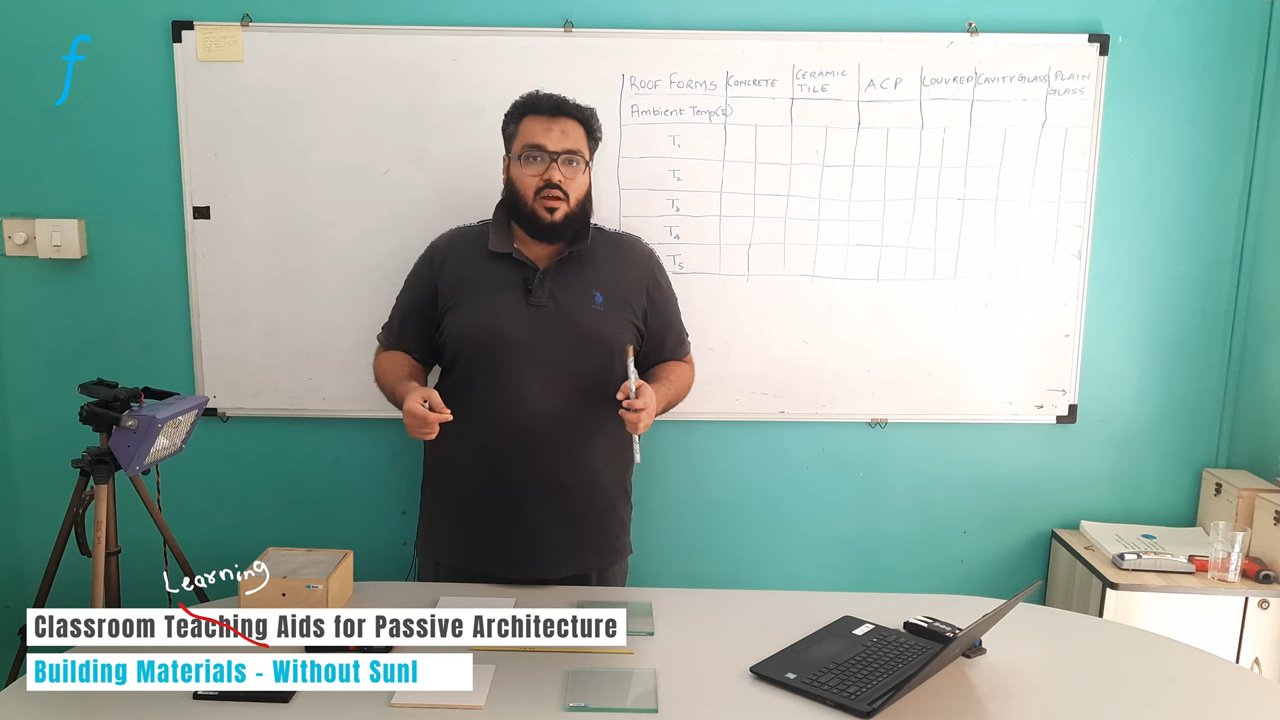 f
ROOF FORMS CONCRETE CERAMIC TILE ACP LOUVRED CAVITY GLASS PLAIN GLASS
Ambient Temp(t)
T₁
T₂
T₃
T₄
T₅
Learning
Classroom Teaching Aids for Passive Architecture
Building Materials - Without Sunl